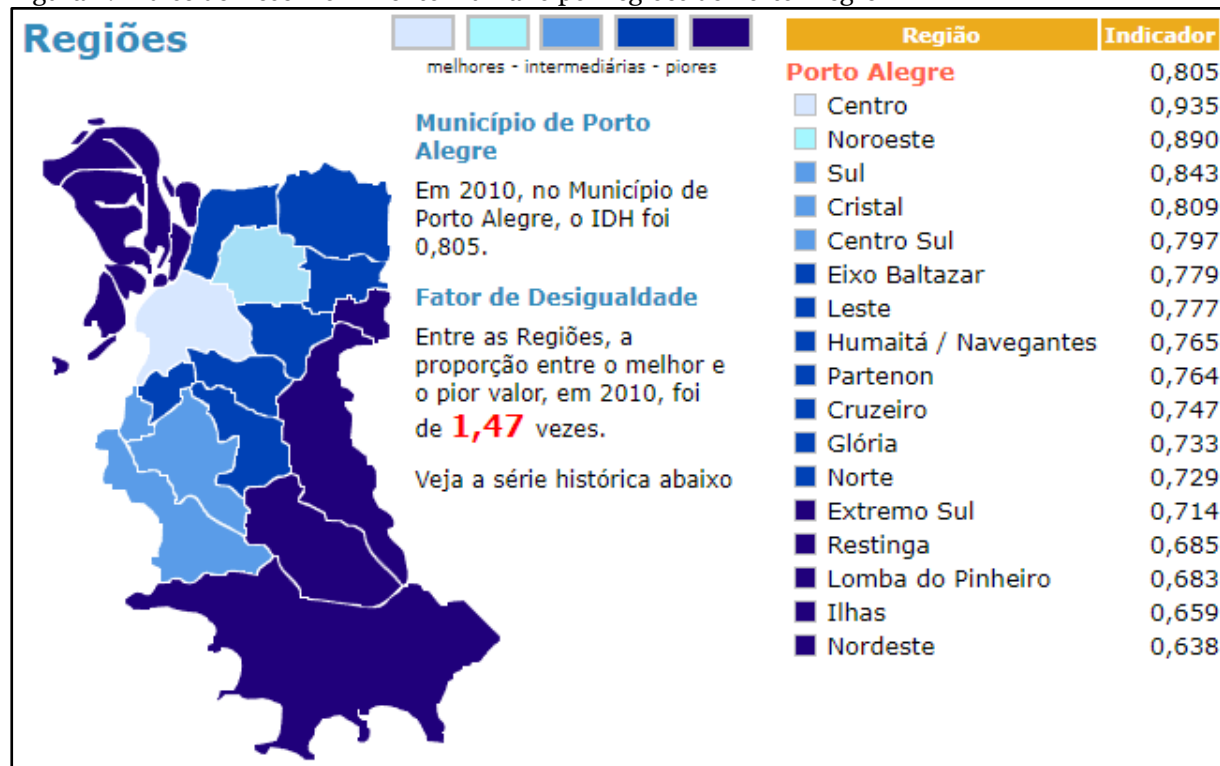 Regiões
melhores - intermediárias - piores
Município de Porto
Alegre
Em 2010, no Município de
Porto Alegre, o IDH foi
0,805.
Fator de Desigualdade
Entre as Regiões, a
proporção entre o melhor e
o pior valor, em 2010, foi
de 1,47 vezes.
Veja a série histórica abaixo
Região Indicador
Porto Alegre 0,805
Centro 0,935
Noroeste 0,890
Sul 0,843
Cristal 0,809
Centro Sul 0,797
Eixo Baltazar 0,779
Leste 0,777
Humaitá / Navegantes 0,765
Partenon 0,764
Cruzeiro 0,747
Glória 0,733
Norte 0,729
Extremo Sul 0,714
Restinga 0,685
Lomba do Pinheiro 0,683
Ilhas 0,659
Nordeste 0,638